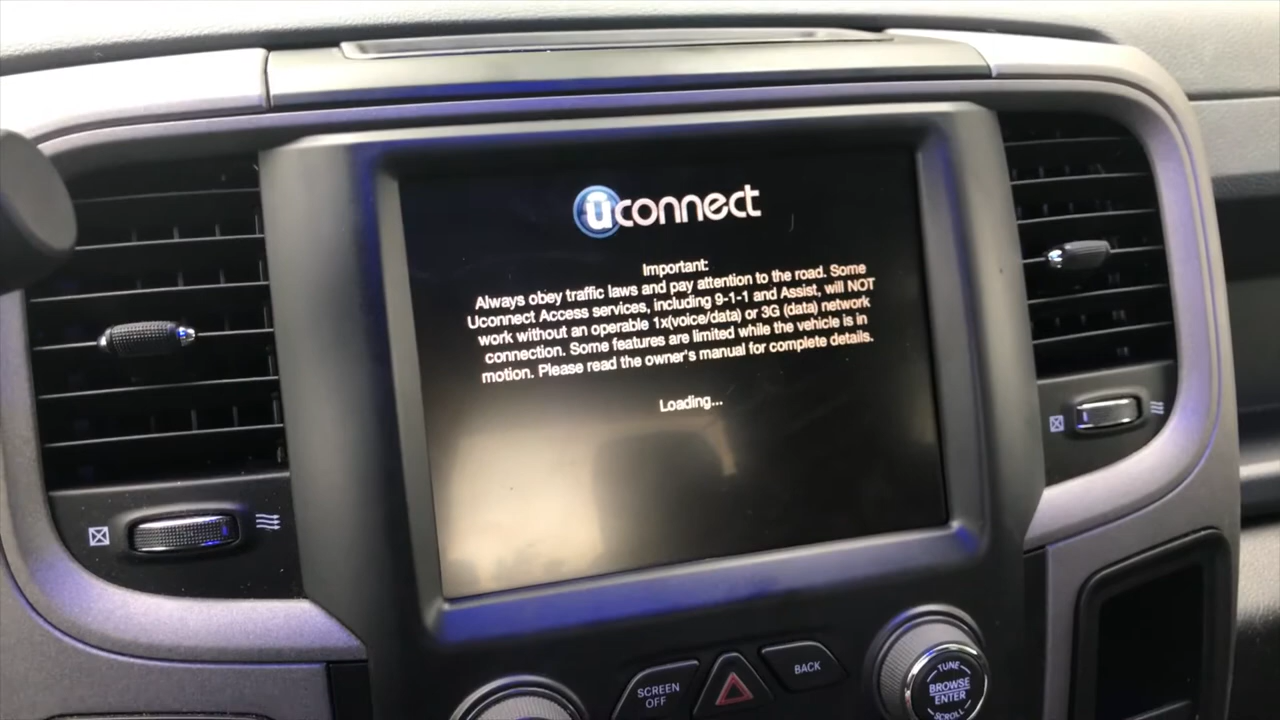 uconnect
Important:
Always obey traffic laws and pay attention to the road. Some
Uconnect Access services, including 9-1-1 and Assist, will NOT
work without an operable 1x(voice/data) or 3G (data) network
connection. Some features are limited while the vehicle is in
motion. Please read the owner's manual for complete details.
Loading...
SCREEN
OFF
BACK
TUNE
BROWSE
ENTER
SCROLL